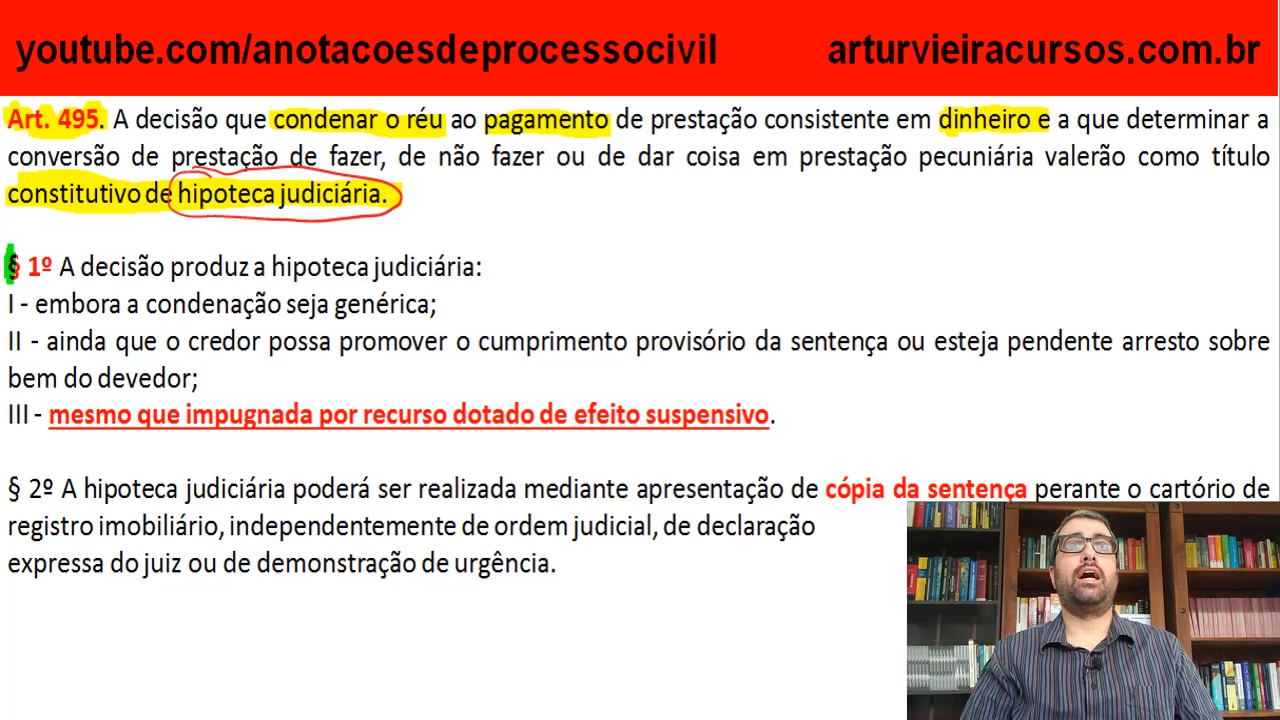 youtube.com/anotacoesdeprocessocivil arturvieiracursos.com.br
Art. 495. A decisão que condenar o réu ao pagamento de prestação consistente em dinheiro e a que determinar a
conversão de prestação de fazer, de não fazer ou de dar coisa em prestação pecuniária valerão como título
constitutivo de hipoteca judiciária.
§ 1º A decisão produz a hipoteca judiciária:
I - embora a condenação seja genérica;
II - ainda que o credor possa promover o cumprimento provisório da sentença ou esteja pendente arresto sobre
bem do devedor;
III - mesmo que impugnada por recurso dotado de efeito suspensivo.
§ 2º A hipoteca judiciária poderá ser realizada mediante apresentação de cópia da sentença perante o cartório de
registro imobiliário, independentemente de ordem judicial, de declaração
expressa do juiz ou de demonstração de urgência.